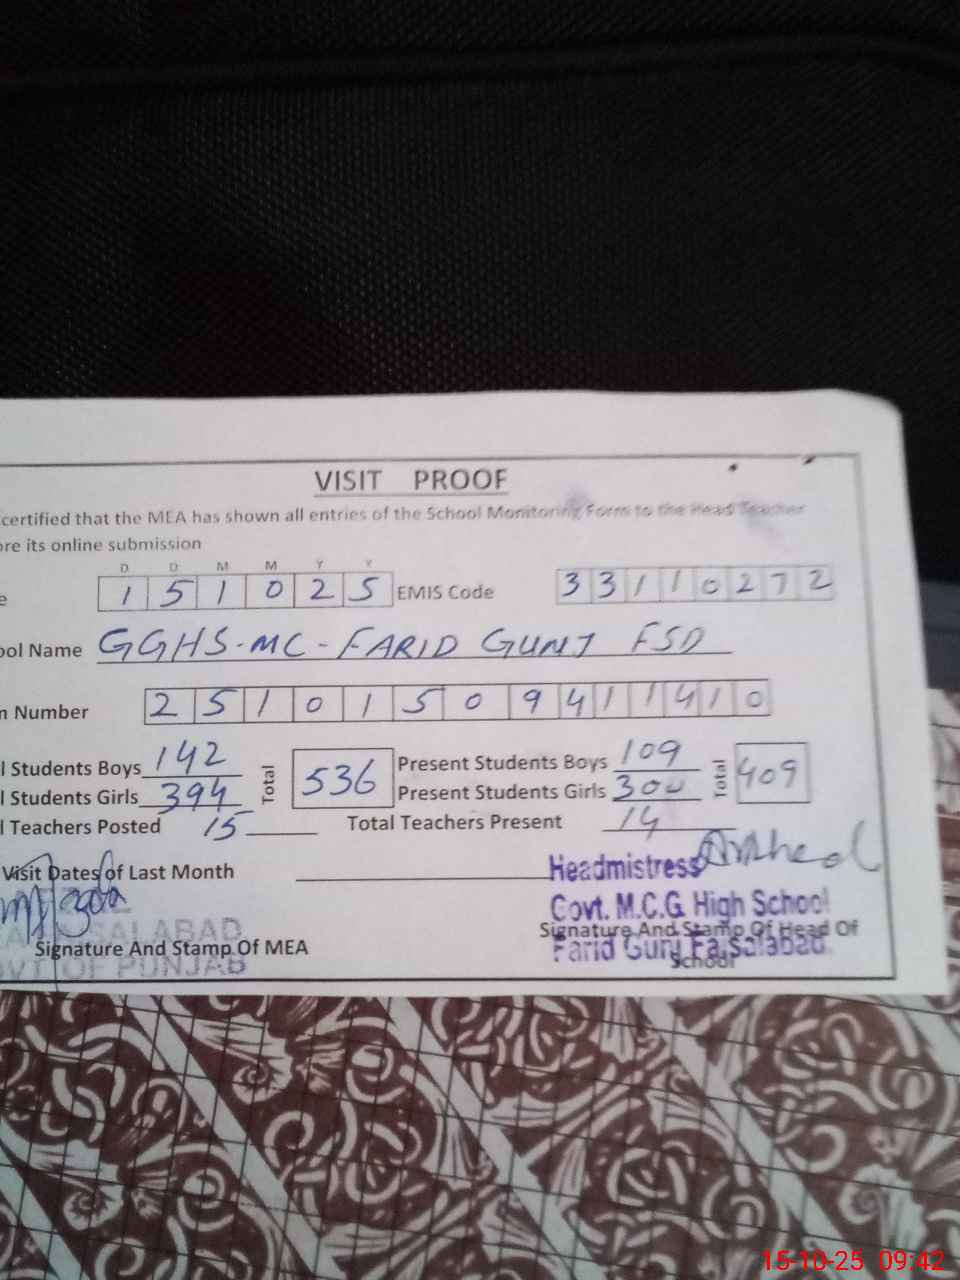 VISIT PROOF
certified that the MEA has shown all entries of the School Monitoring Form to the Head Teacher
ore its online submission
D D M M Y Y
e 1 5 1 0 2 5 EMIS Code 3 3 1 1 0 2 7 2
ool Name GGHS-MC-FARID GUNJ FSD
n Number 2 5 1 0 1 5 0 9 4 1 1 4 1 0
l Students Boys 142 Total 536 Present Students Boys 109 Total 409
l Students Girls 394 Present Students Girls 300
l Teachers Posted 15 Total Teachers Present 14
Visit Dates of Last Month
Headmistress
Govt. M.C.G. High School
Signature And Stamp Of MEA
Signature And Stamp Of Head Of
School
Farid Gunj Faisalabad.
SALABAD
OVT OF PUNJAB
15-10-25 09:42